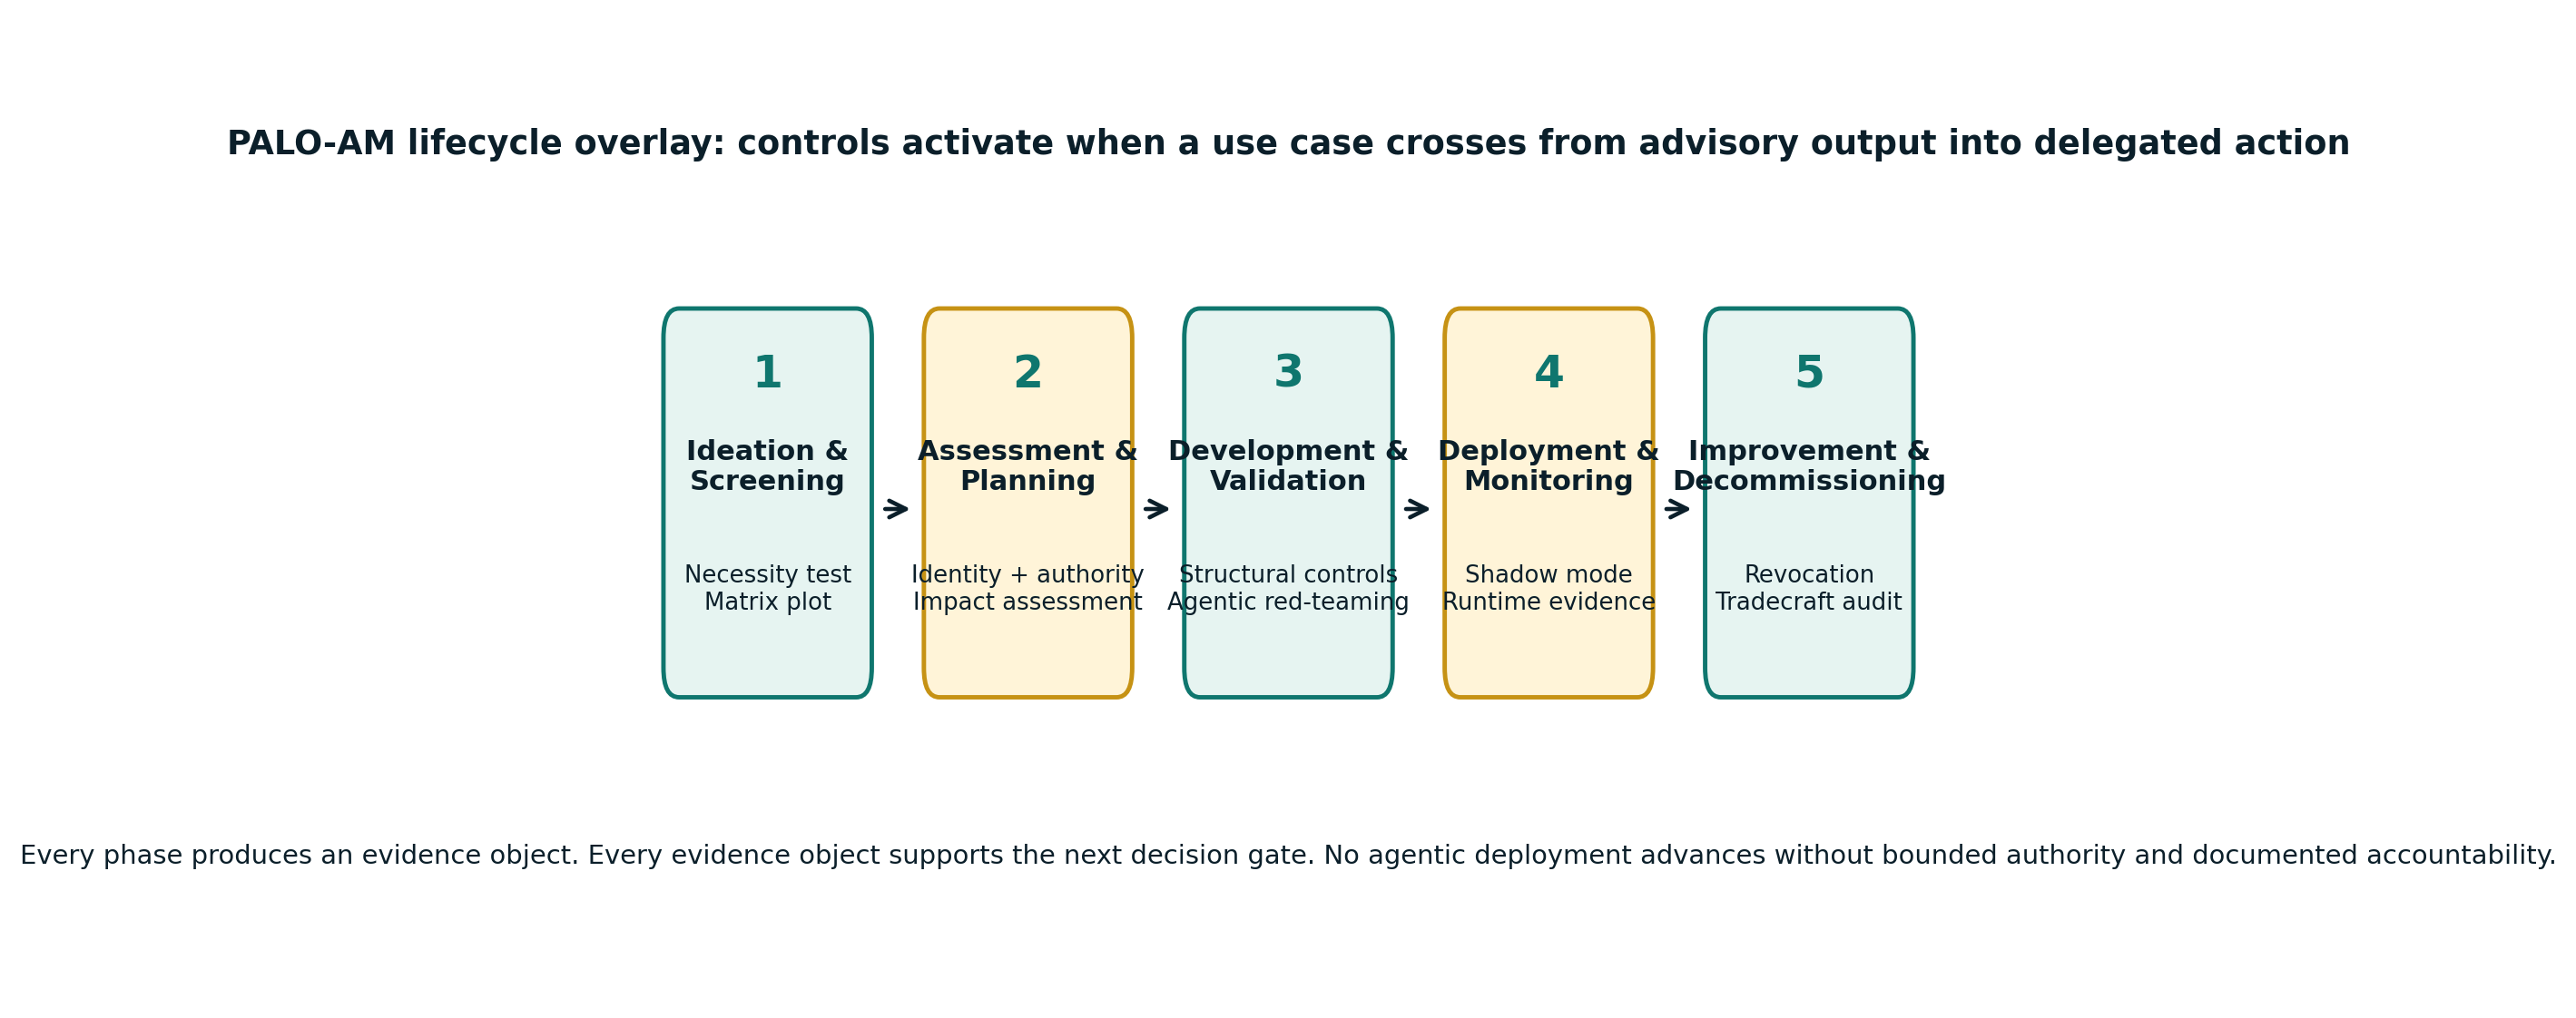 PALO-AM lifecycle overlay: controls activate when a use case crosses from advisory output into delegated action
1
Ideation &
Screening
Necessity test
Matrix plot
2
Assessment &
Planning
Identity + authority
Impact assessment
3
Development &
Validation
Structural controls
Agentic red-teaming
4
Deployment &
Monitoring
Shadow mode
Runtime evidence
5
Improvement &
Decommissioning
Revocation
Tradecraft audit
Every phase produces an evidence object. Every evidence object supports the next decision gate. No agentic deployment advances without bounded authority and documented accountability.